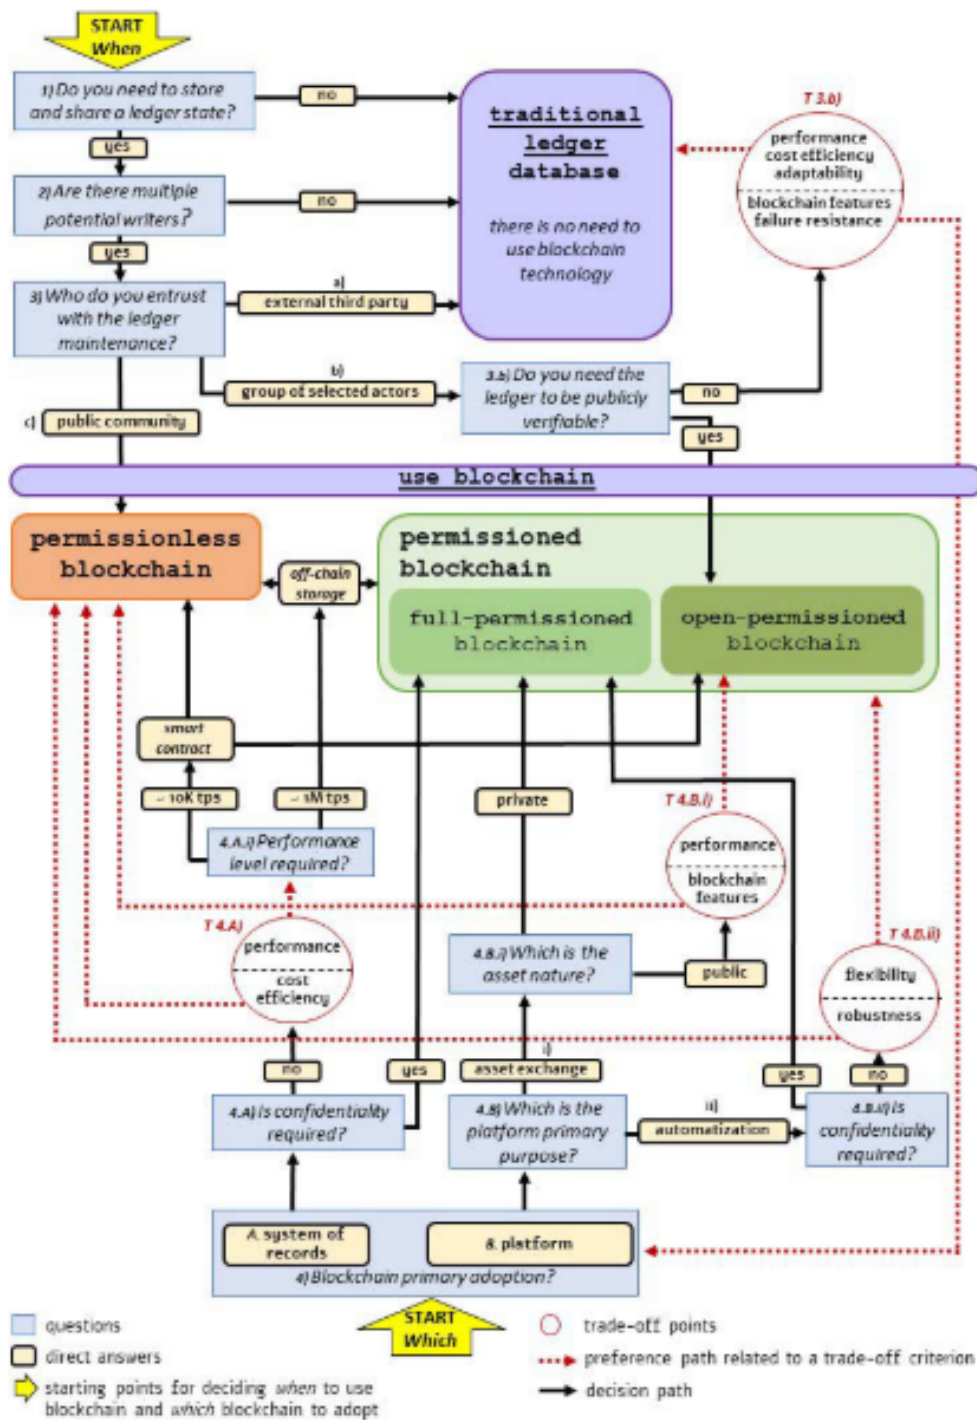 START
When
1) Do you need to store
and share a ledger state?
no
yes
traditional
ledger
database
there is no need to
use blockchain
technology
T 3.b)
performance
cost efficiency
adaptability
blockchain features
failure resistance
2) Are there multiple
potential writers?
no
yes
3) Who do you entrust
with the ledger
maintenance?
a)
external third party
b)
group of selected actors
3.b) Do you need the
ledger to be publicly
verifiable?
no
yes
c)
public community
use blockchain
permissionless
blockchain
off-chain
storage
permissioned
blockchain
full-permissioned
blockchain
open-permissioned
blockchain
smart
contract
~ 10K tps
~ 1M tps
private
4.A.i) Performance
level required?
T 4.B.i)
performance
blockchain
features
T 4.A)
performance
cost
efficiency
4.B.i) Which is the
asset nature?
public
T 4.B.ii)
flexibility
robustness
no
yes
i)
asset exchange
yes
no
4.A) Is confidentiality
required?
4.B) Which is the
platform primary
purpose?
ii)
automatization
4.B.ii) Is
confidentiality
required?
A. system of
records
B. platform
4) Blockchain primary adoption?
START
Which
questions
direct answers
starting points for deciding when to use
blockchain and which blockchain to adopt
trade-off points
preference path related to a trade-off criterion
decision path